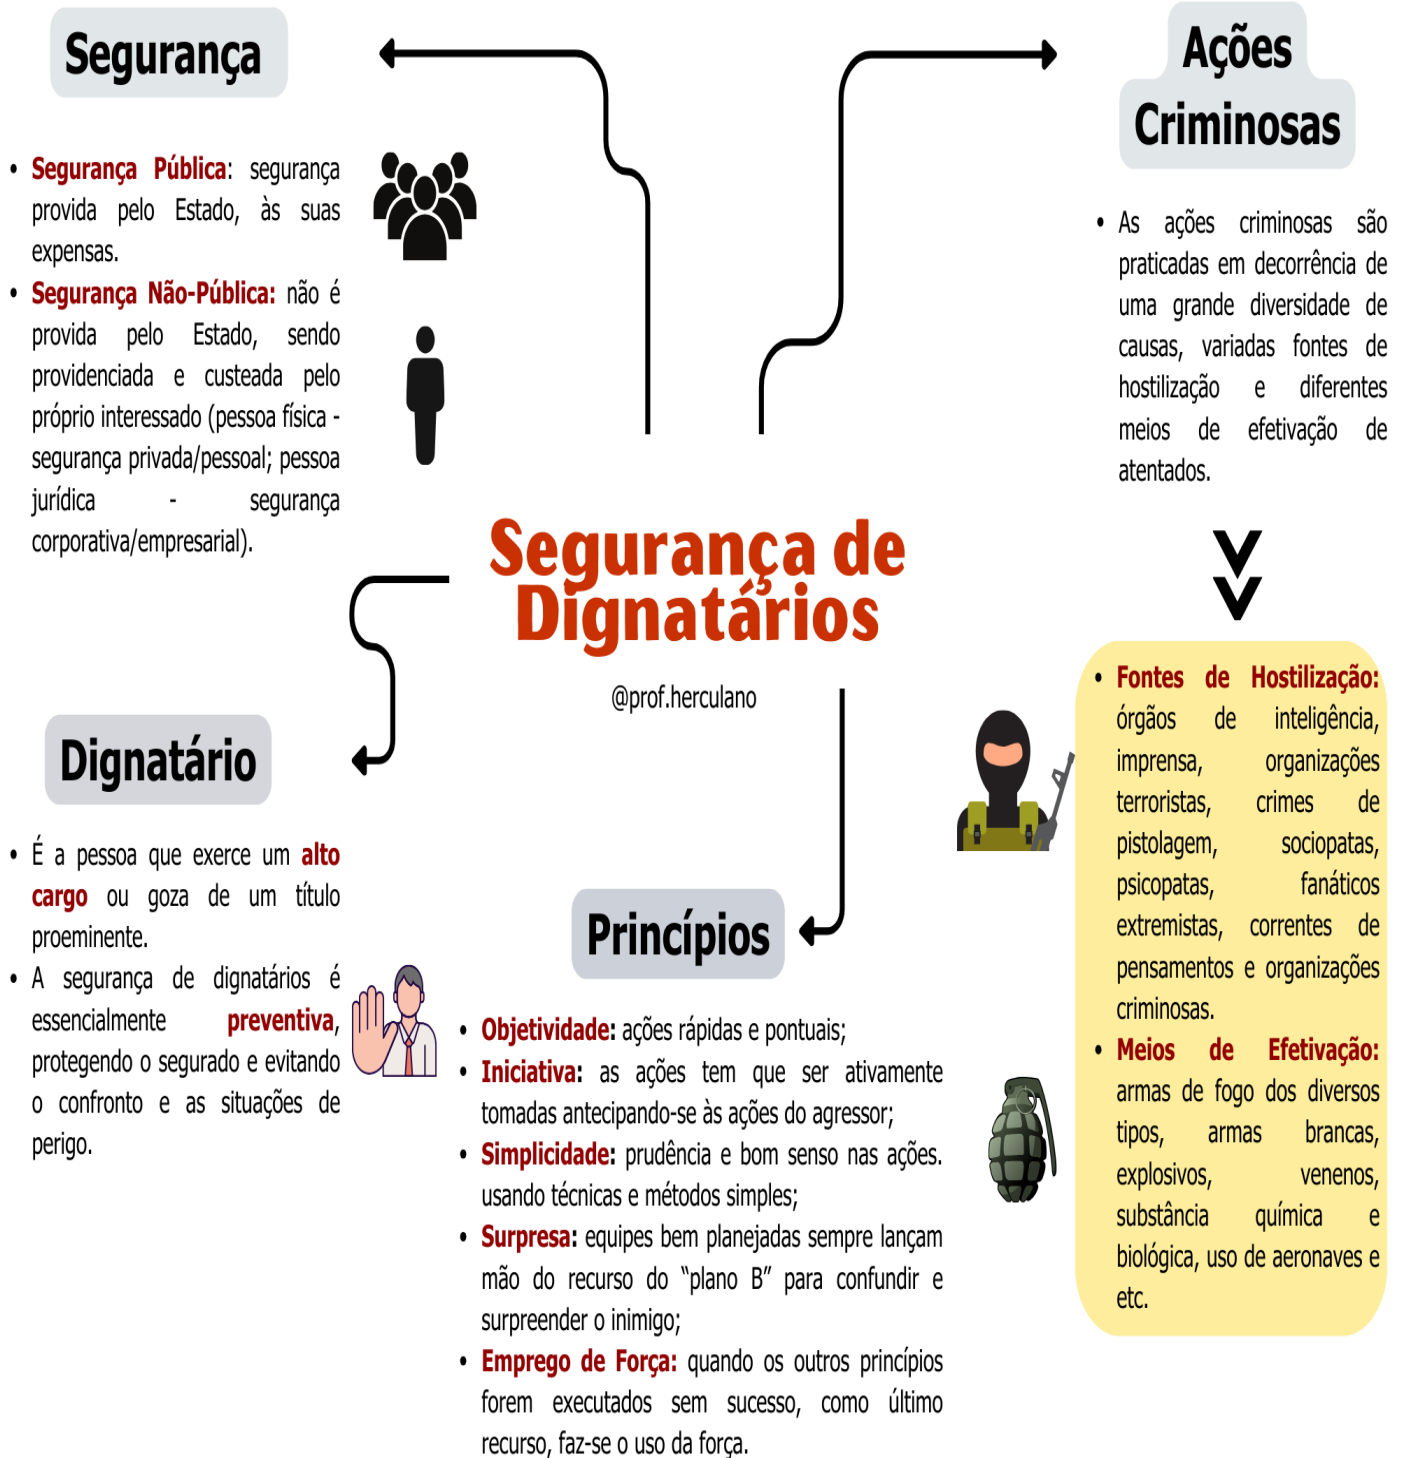 Segurança
• Segurança Pública: segurança
provida pelo Estado, às suas
expensas.
• Segurança Não-Pública: não é
provida pelo Estado, sendo
providenciada e custeada pelo
próprio interessado (pessoa física -
segurança privada/pessoal; pessoa
jurídica - segurança
corporativa/empresarial).
Ações
Criminosas
• As ações criminosas são
praticadas em decorrência de
uma grande diversidade de
causas, variadas fontes de
hostilização e diferentes
meios de efetivação de
atentados.
Segurança de
Dignatários
@prof.herculano
Dignatário
• É a pessoa que exerce um alto
cargo ou goza de um título
proeminente.
• A segurança de dignatários é
essencialmente preventiva,
protegendo o segurado e evitando
o confronto e as situações de
perigo.
Princípios
• Objetividade: ações rápidas e pontuais;
• Iniciativa: as ações tem que ser ativamente
tomadas antecipando-se às ações do agressor;
• Simplicidade: prudência e bom senso nas ações.
usando técnicas e métodos simples;
• Surpresa: equipes bem planejadas sempre lançam
mão do recurso do “plano B” para confundir e
surpreender o inimigo;
• Emprego de Força: quando os outros princípios
forem executados sem sucesso, como último
recurso, faz-se o uso da força.
• Fontes de Hostilização:
órgãos de inteligência,
imprensa, organizações
terroristas, crimes de
pistolagem, sociopatas,
psicopatas, fanáticos
extremistas, correntes de
pensamentos e organizações
criminosas.
• Meios de Efetivação:
armas de fogo dos diversos
tipos, armas brancas,
explosivos, venenos,
substância química e
biológica, uso de aeronaves e
etc.